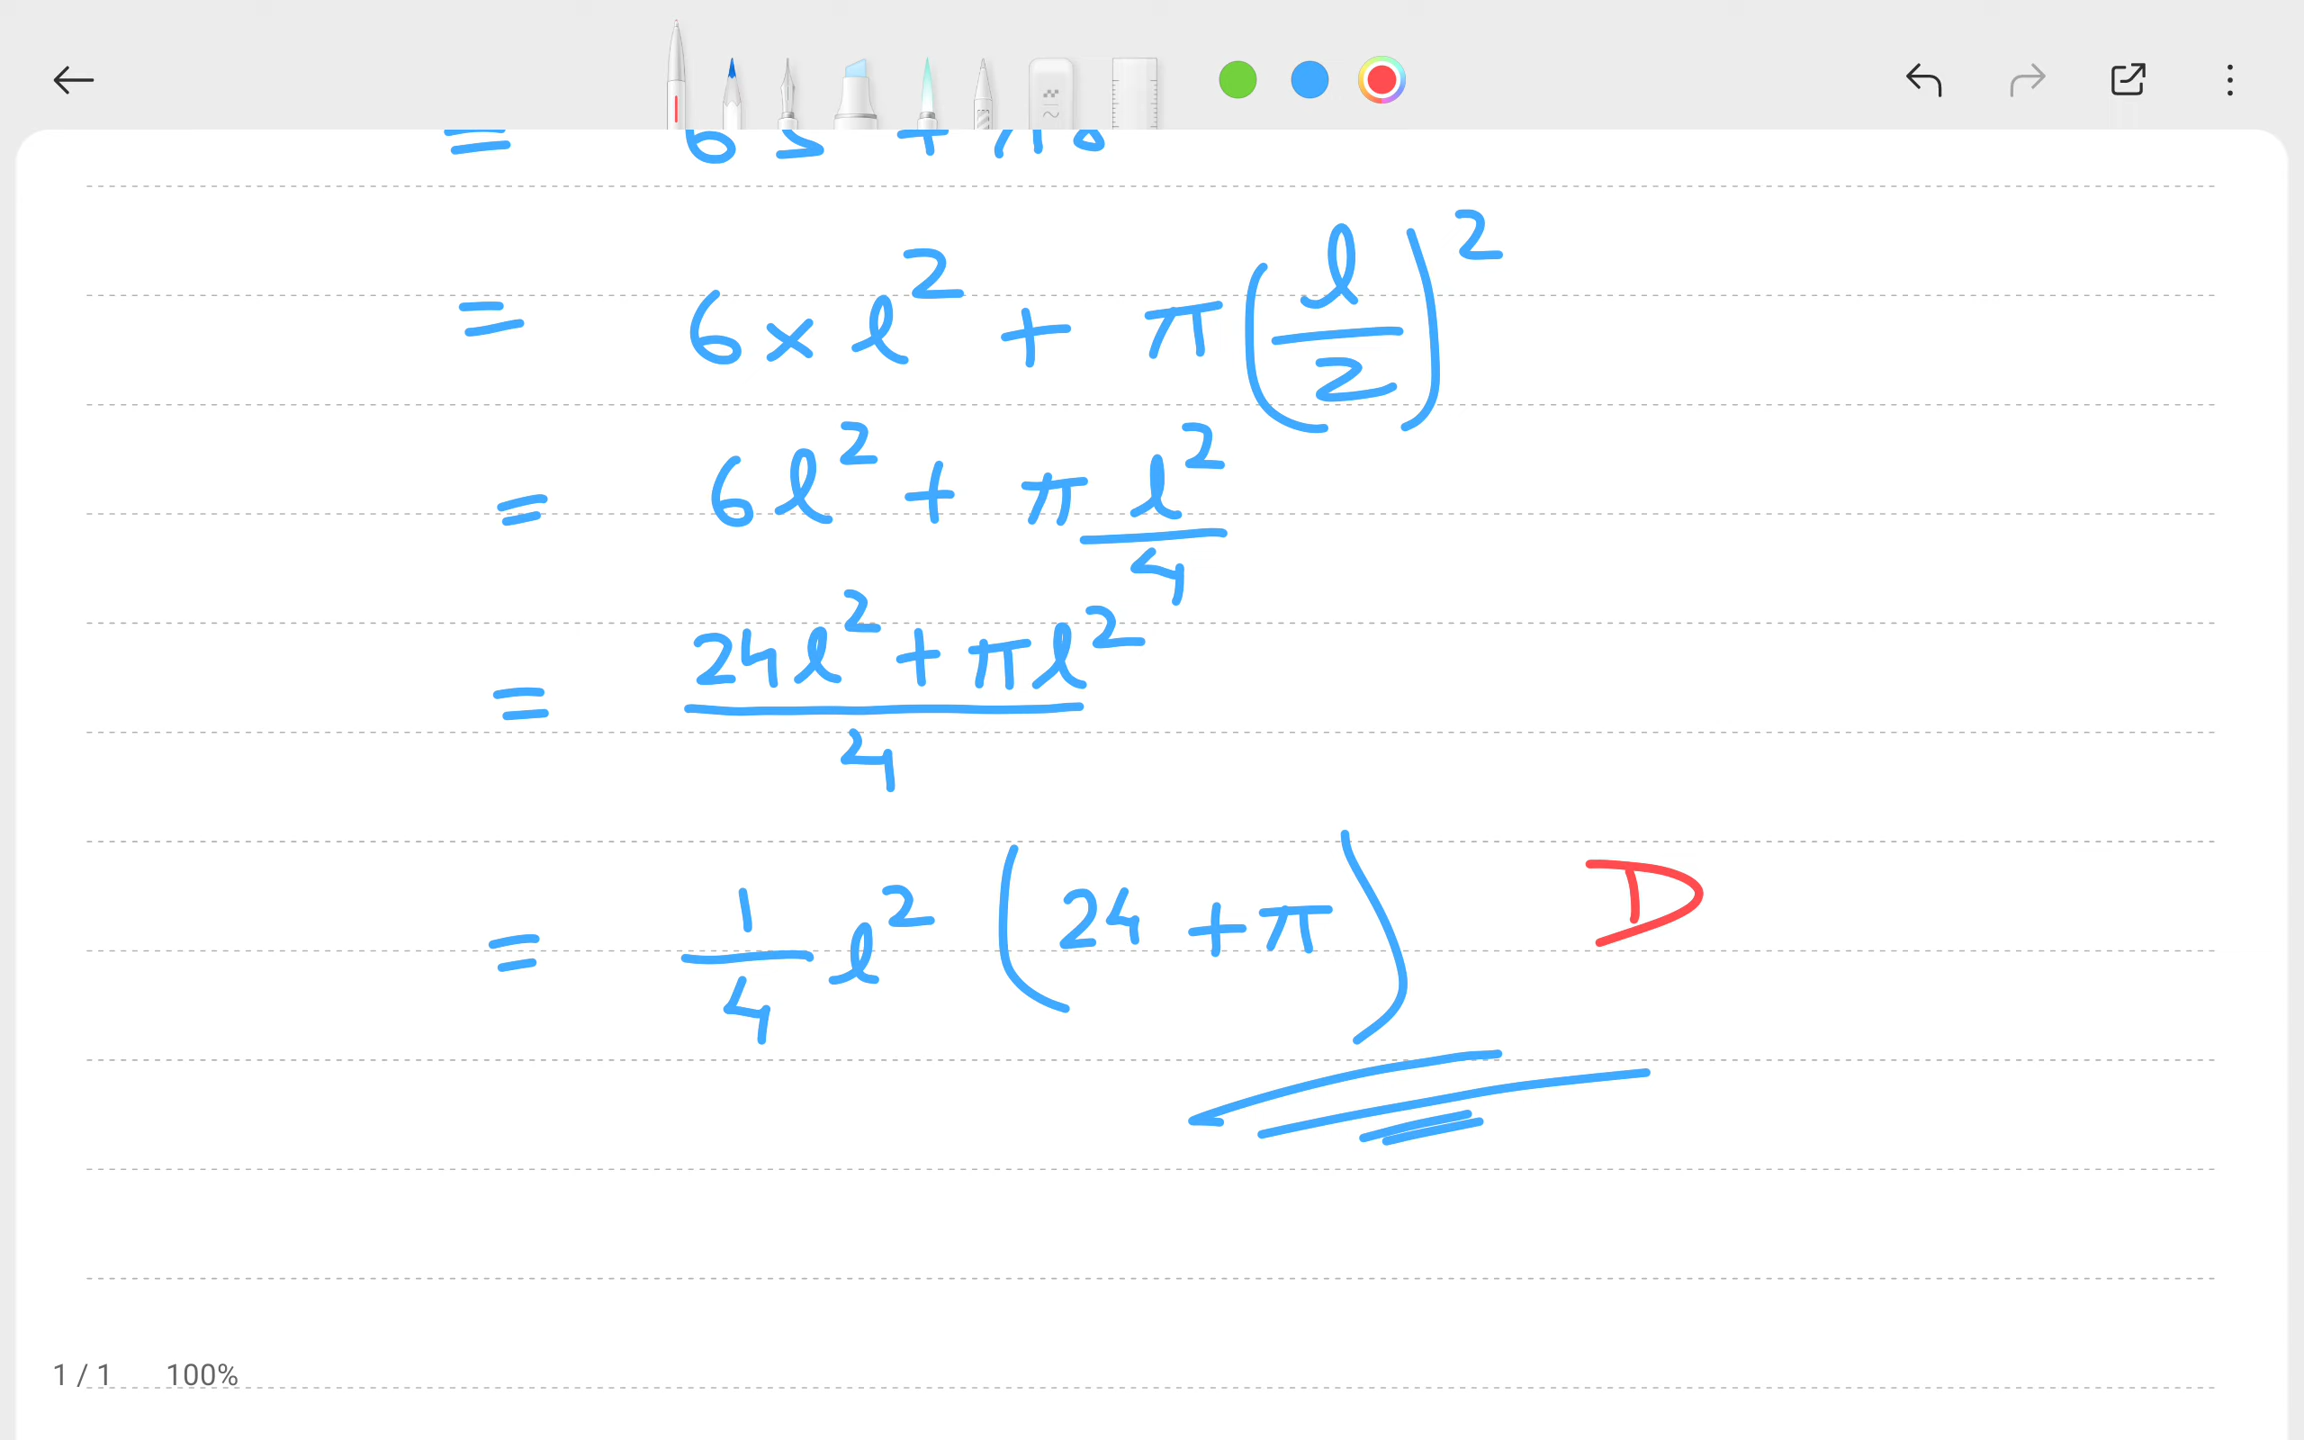 = 6 × l² + π(l/2)²
= 6l² + π l²/4
= 24l² + πl² / 4
= 1/4 l² (24 + π) D
1 / 1 100%